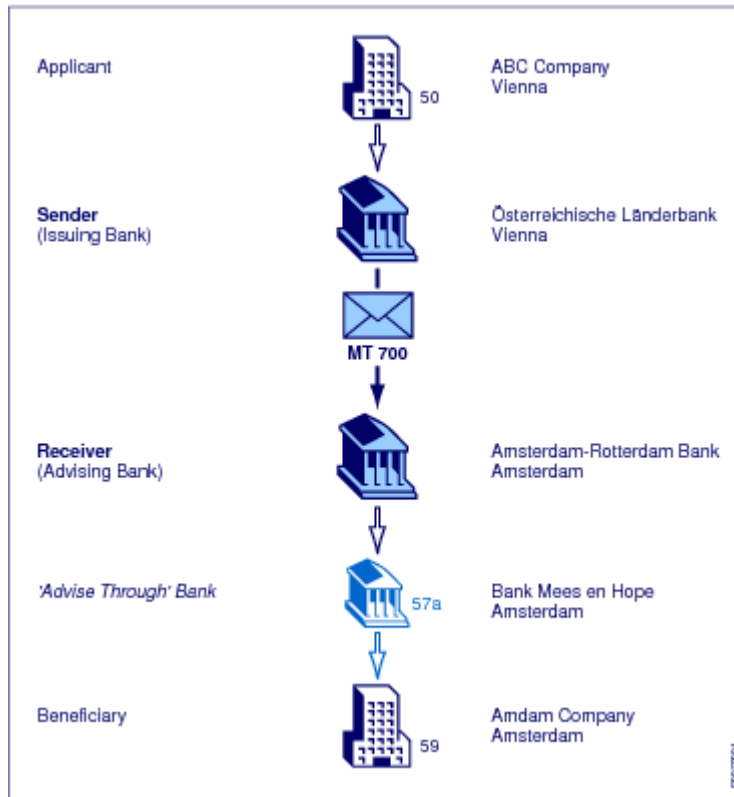 Applicant
50
ABC Company
Vienna
Sender
(Issuing Bank)
Österreichische Länderbank
Vienna
MT 700
Receiver
(Advising Bank)
Amsterdam-Rotterdam Bank
Amsterdam
'Advise Through' Bank
57a
Bank Mees en Hope
Amsterdam
Beneficiary
59
Amdam Company
Amsterdam